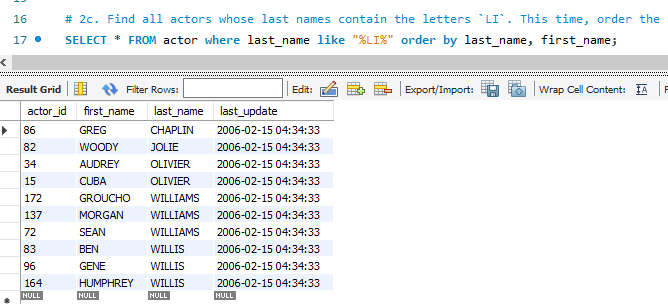 16 # 2c. Find all actors whose last names contain the letters `LI`. This time, order the
17 SELECT * FROM actor where last_name like "%LI%" order by last_name, first_name;
Result Grid Filter Rows: Edit: Export/Import: Wrap Cell Content: IA
actor_id first_name last_name last_update
86 GREG CHAPLIN 2006-02-15 04:34:33
82 WOODY JOLIE 2006-02-15 04:34:33
34 AUDREY OLIVIER 2006-02-15 04:34:33
15 CUBA OLIVIER 2006-02-15 04:34:33
172 GROUCHO WILLIAMS 2006-02-15 04:34:33
137 MORGAN WILLIAMS 2006-02-15 04:34:33
72 SEAN WILLIAMS 2006-02-15 04:34:33
83 BEN WILLIS 2006-02-15 04:34:33
96 GENE WILLIS 2006-02-15 04:34:33
164 HUMPHREY WILLIS 2006-02-15 04:34:33
NULL NULL NULL NULL